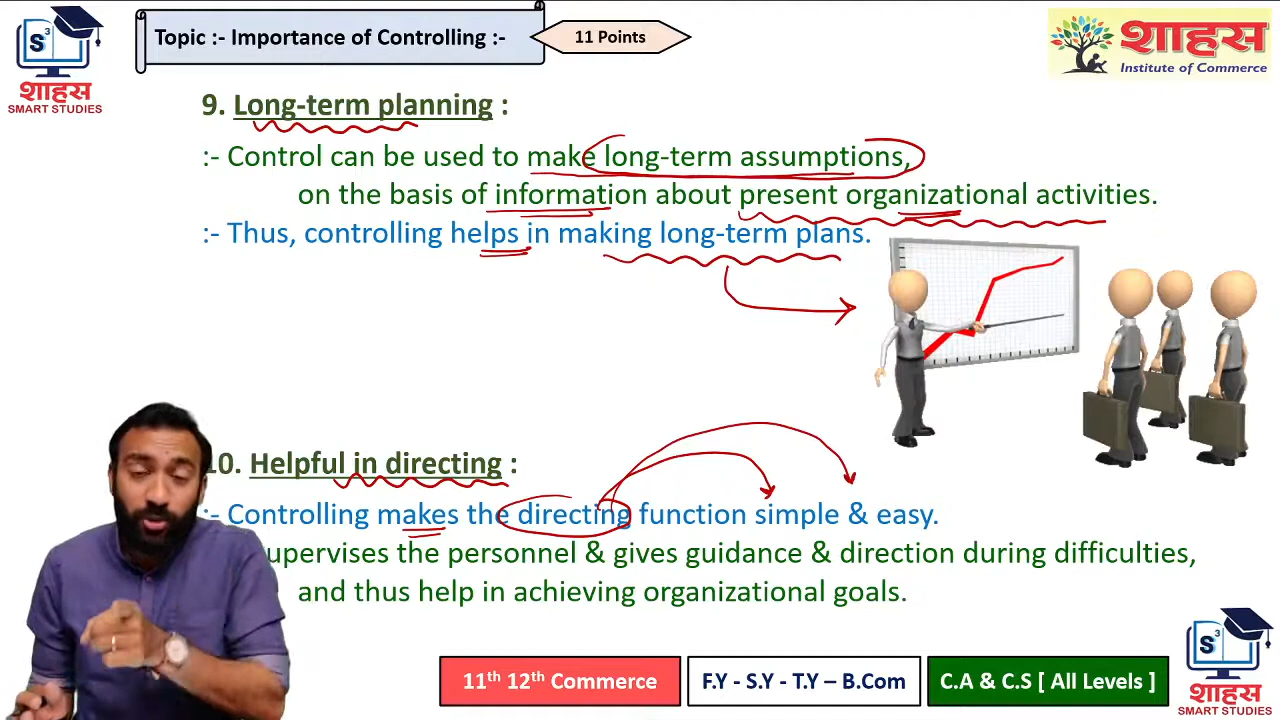 S³
शाहस
SMART STUDIES
Topic :- Importance of Controlling :-
11 Points
शाहस
Institute of Commerce
9. Long-term planning :
:- Control can be used to make long-term assumptions,
on the basis of information about present organizational activities.
:- Thus, controlling helps in making long-term plans.
10. Helpful in directing :
:- Controlling makes the directing function simple & easy.
upervises the personnel & gives guidance & direction during difficulties,
and thus help in achieving organizational goals.
11th 12th Commerce
F.Y - S.Y - T.Y – B.Com
C.A & C.S [ All Levels ]
S³
शाहस
SMART STUDIES